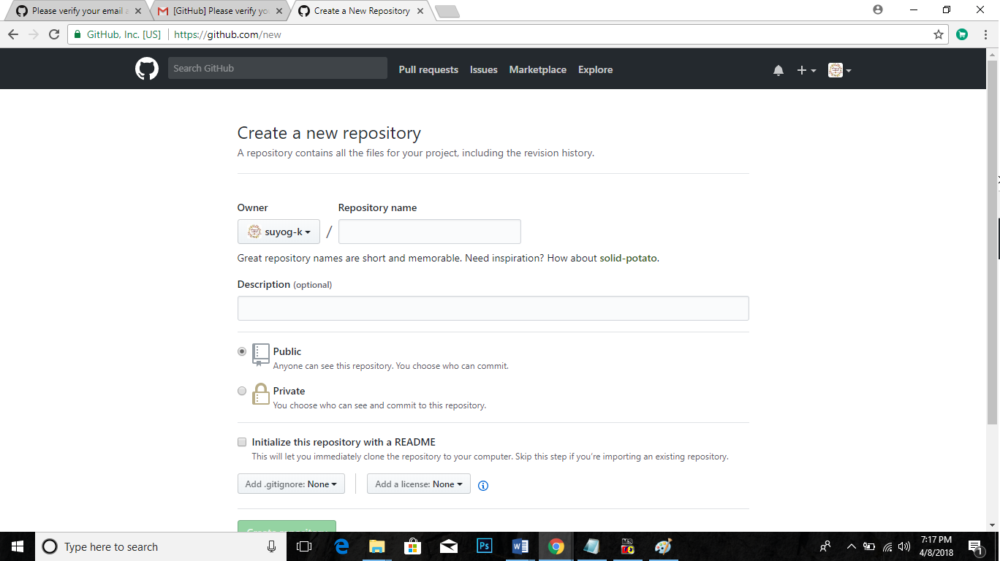 Please verify your email a
[GitHub] Please verify yo
Create a New Repository
GitHub, Inc. [US]
https://github.com/new
Search GitHub
Pull requests
Issues
Marketplace
Explore
Create a new repository
A repository contains all the files for your project, including the revision history.
Owner
Repository name
suyog-k
/
Great repository names are short and memorable. Need inspiration? How about solid-potato.
Description (optional)
Public
Anyone can see this repository. You choose who can commit.
Private
You choose who can see and commit to this repository.
Initialize this repository with a README
This will let you immediately clone the repository to your computer. Skip this step if you're importing an existing repository.
Add .gitignore: None
Add a license: None
Create repository
Type here to search
Ps
MS
7:17 PM
4/8/2018
1